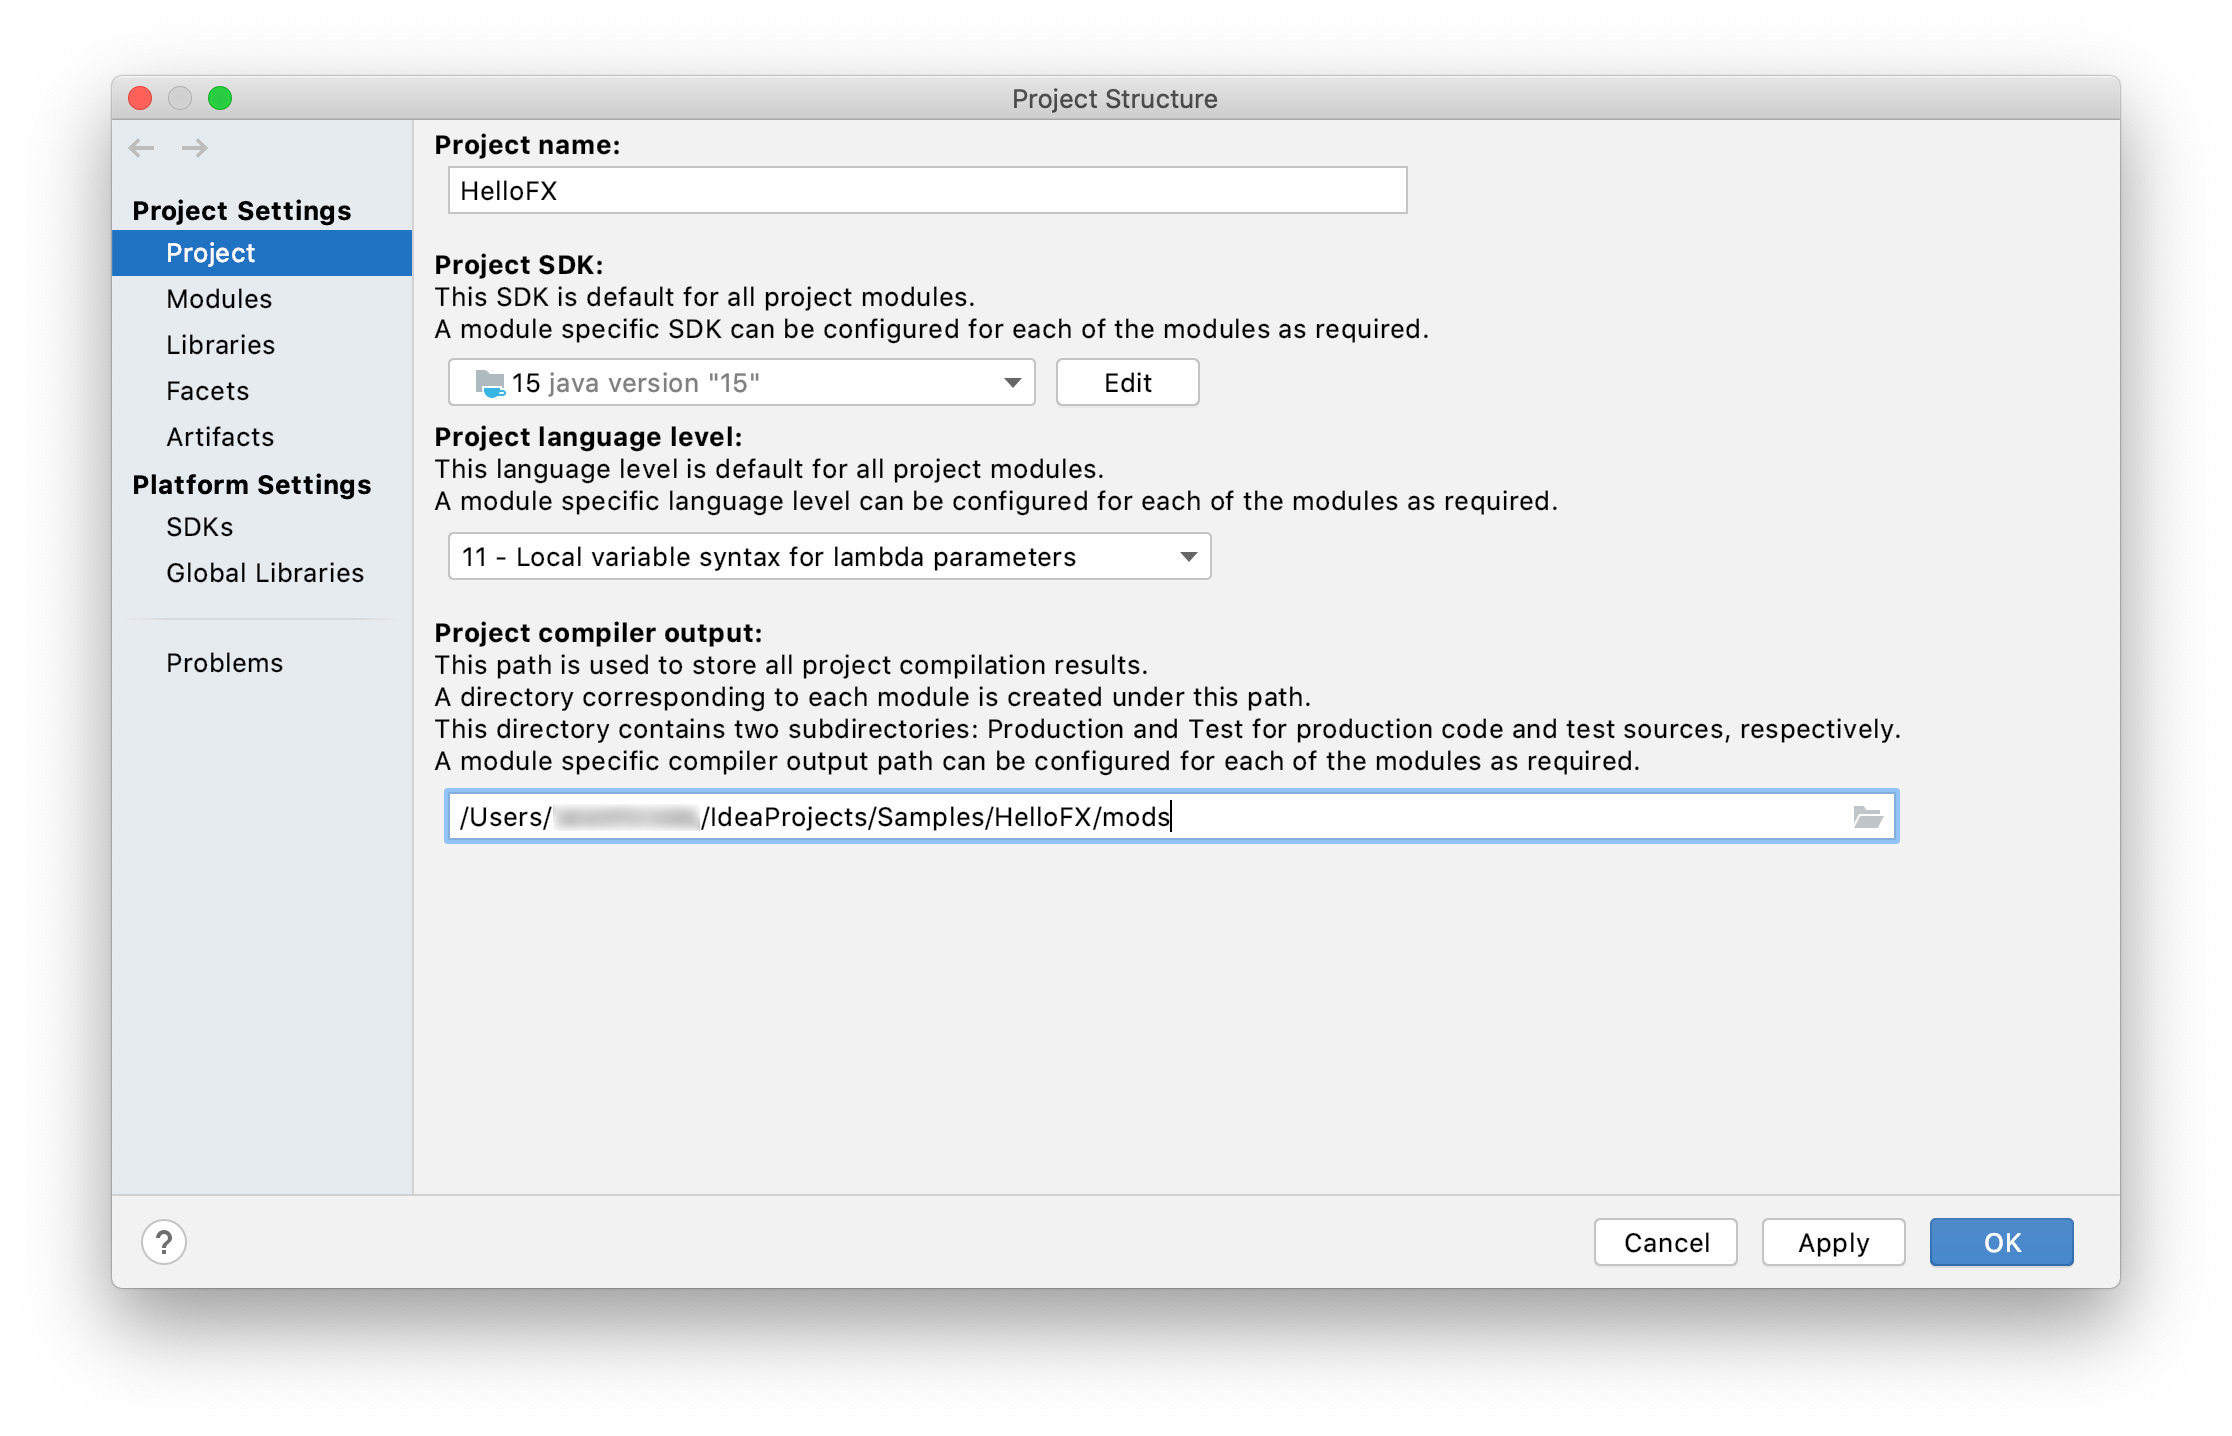 Project Structure
Project Settings
Project
Modules
Libraries
Facets
Artifacts
Platform Settings
SDKs
Global Libraries
Problems
Project name:
HelloFX
Project SDK:
This SDK is default for all project modules.
A module specific SDK can be configured for each of the modules as required.
15 java version "15"
Edit
Project language level:
This language level is default for all project modules.
A module specific language level can be configured for each of the modules as required.
11 - Local variable syntax for lambda parameters
Project compiler output:
This path is used to store all project compilation results.
A directory corresponding to each module is created under this path.
This directory contains two subdirectories: Production and Test for production code and test sources, respectively.
A module specific compiler output path can be configured for each of the modules as required.
/Users/ /IdeaProjects/Samples/HelloFX/mods
?
Cancel
Apply
OK